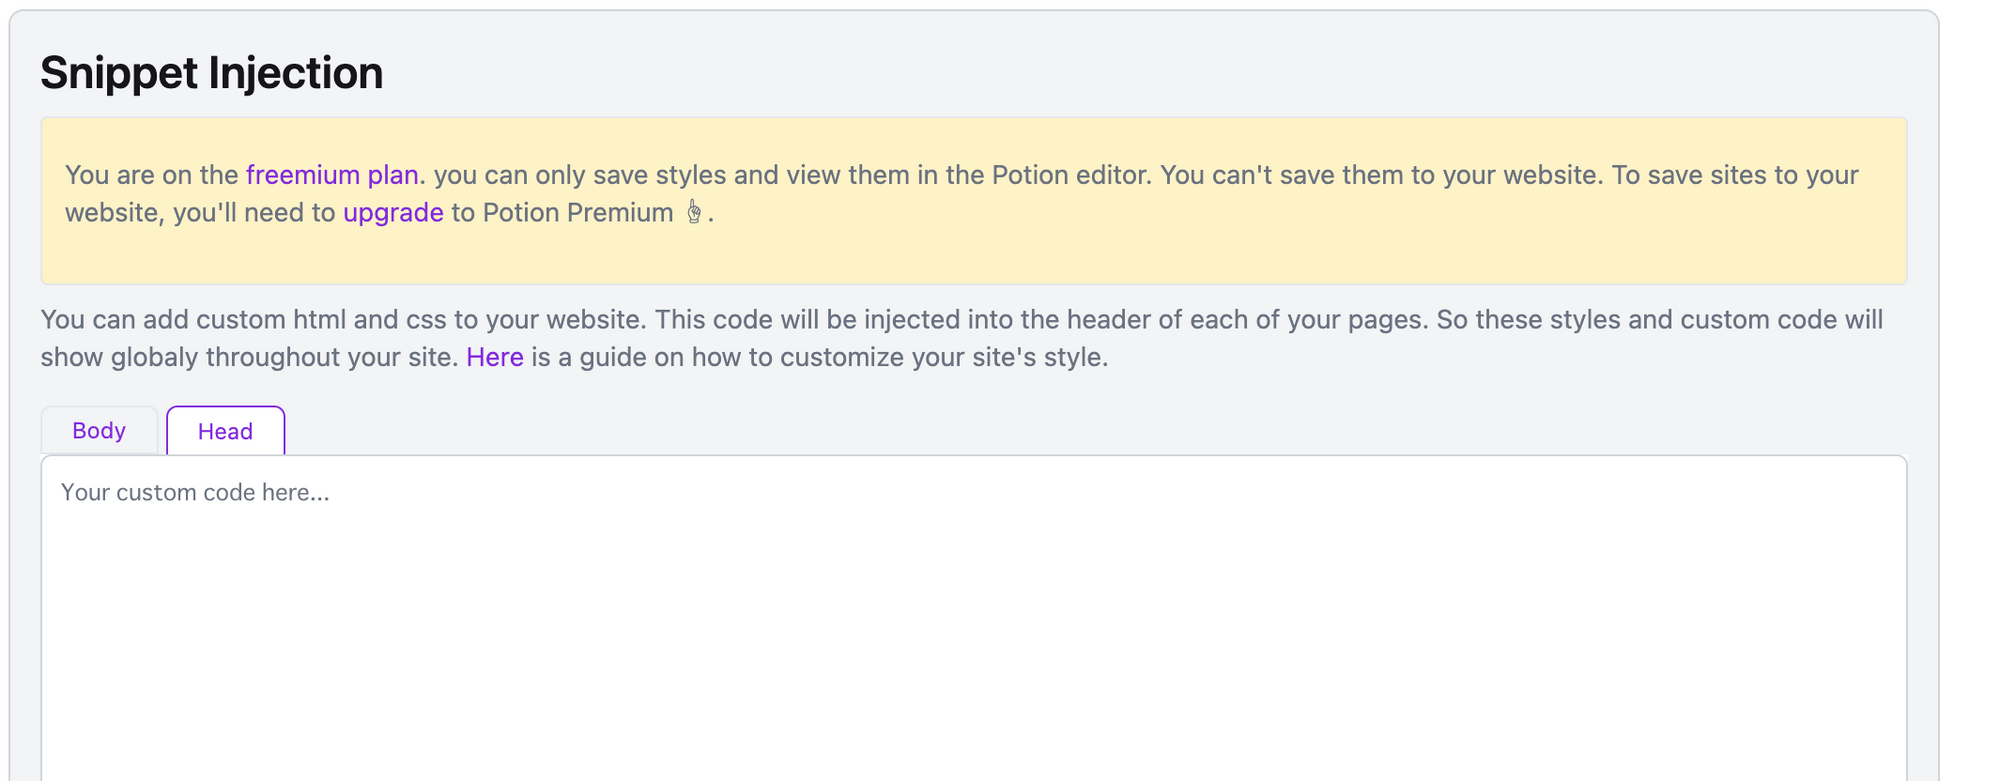 Snippet Injection
You are on the freemium plan. you can only save styles and view them in the Potion editor. You can't save them to your website. To save sites to your
website, you'll need to upgrade to Potion Premium ☝.
You can add custom html and css to your website. This code will be injected into the header of each of your pages. So these styles and custom code will
show globaly throughout your site. Here is a guide on how to customize your site's style.
Body
Head
Your custom code here...